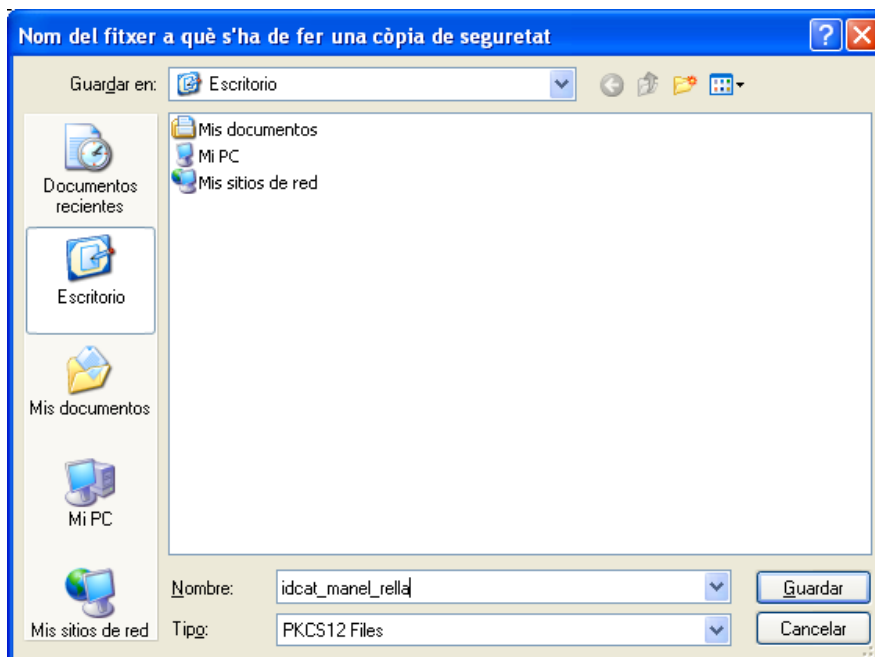 Nom del fitxer a què s'ha de fer una còpia de seguretat
Guardar en: Escritorio
Mis documentos
Mi PC
Mis sitios de red
Documentos
recientes
Escritorio
Mis documentos
Mi PC
Mis sitios de red
Nombre: idcat_manel_rella Guardar
Tipo: PKCS12 Files Cancelar